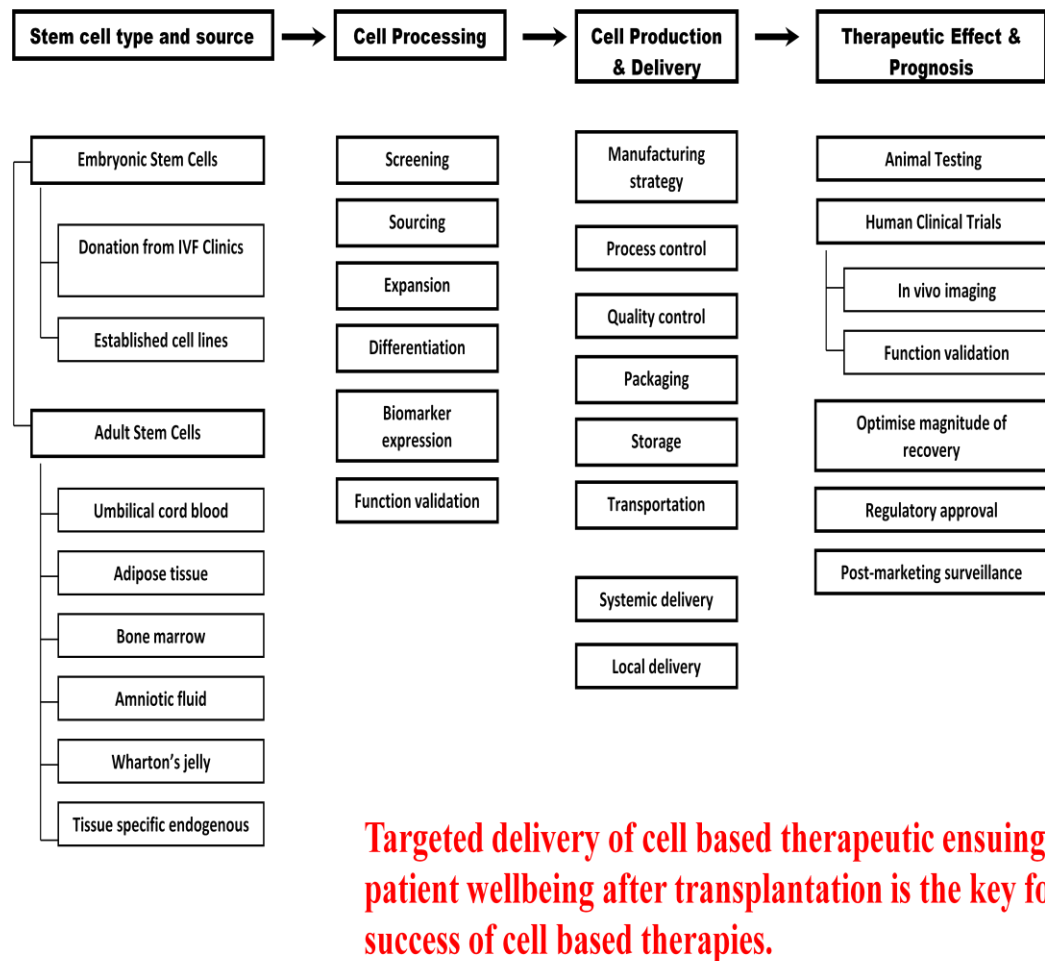 Stem cell type and source
Cell Processing
Cell Production
& Delivery
Therapeutic Effect &
Prognosis
Embryonic Stem Cells
Donation from IVF Clinics
Established cell lines
Adult Stem Cells
Umbilical cord blood
Adipose tissue
Bone marrow
Amniotic fluid
Wharton’s jelly
Tissue specific endogenous
Screening
Sourcing
Expansion
Differentiation
Biomarker
expression
Function validation
Manufacturing
strategy
Process control
Quality control
Packaging
Storage
Transportation
Systemic delivery
Local delivery
Animal Testing
Human Clinical Trials
In vivo imaging
Function validation
Optimise magnitude of
recovery
Regulatory approval
Post-marketing surveillance
Targeted delivery of cell based therapeutic ensuing
patient wellbeing after transplantation is the key fo
success of cell based therapies.